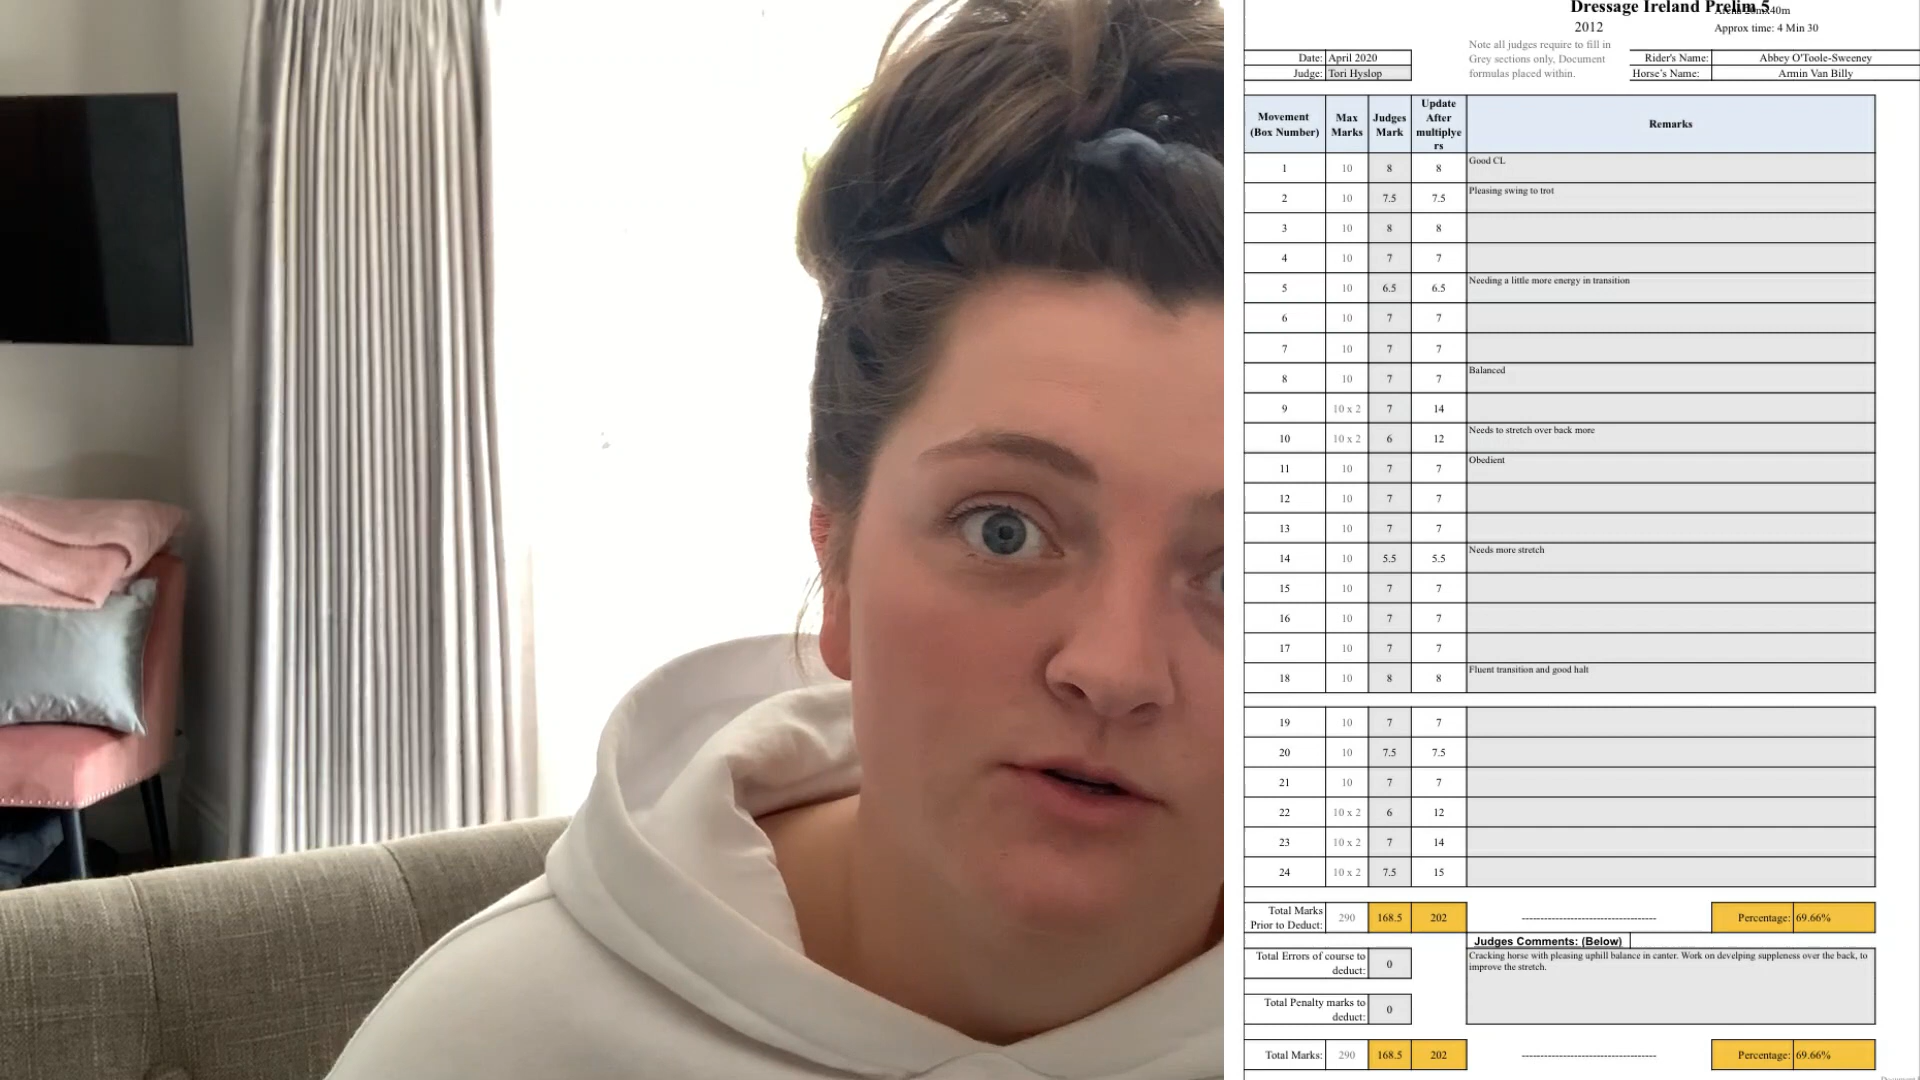 Dressage Ireland Prelim 5
Arena 20mx40m
2012
Approx time: 4 Min 30
Note all judges require to fill in
Grey sections only, Document
formulas placed within.
Date: April 2020
Judge: Tori Hyslop
Rider's Name: Abbey O'Toole-Sweeney
Horse's Name: Armin Van Billy
Movement (Box Number) Max Marks Judges Mark Update After multiplye rs Remarks
1 10 8 8 Good CL
2 10 7.5 7.5 Pleasing swing to trot
3 10 8 8
4 10 7 7
5 10 6.5 6.5 Needing a little more energy in transition
6 10 7 7
7 10 7 7
8 10 7 7 Balanced
9 10 x 2 7 14
10 10 x 2 6 12 Needs to stretch over back more
11 10 7 7 Obedient
12 10 7 7
13 10 7 7
14 10 5.5 5.5 Needs more stretch
15 10 7 7
16 10 7 7
17 10 7 7
18 10 8 8 Fluent transition and good halt
19 10 7 7
20 10 7.5 7.5
21 10 7 7
22 10 x 2 6 12
23 10 x 2 7 14
24 10 x 2 7.5 15
Total Marks Prior to Deduct: 290 168.5 202 ------------------------------------ Percentage: 69.66%
Judges Comments: (Below)
Total Errors of course to deduct: 0
Cracking horse with pleasing uphill balance in canter. Work on develping suppleness over the back, to
improve the stretch.
Total Penalty marks to deduct: 0
Total Marks: 290 168.5 202 ------------------------------------ Percentage: 69.66%